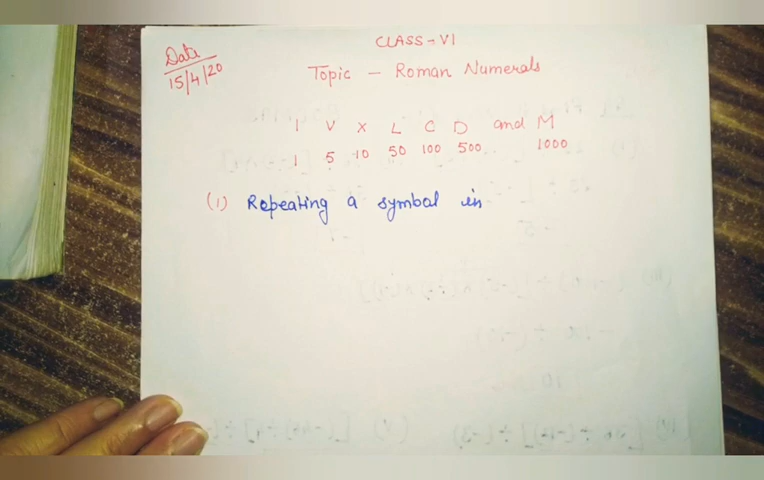 Date
15/4/20
CLASS → VI
Topic - Roman Numerals
I V X L C D and M
1 5 10 50 100 500 1000
(1) Repeating a symbol in